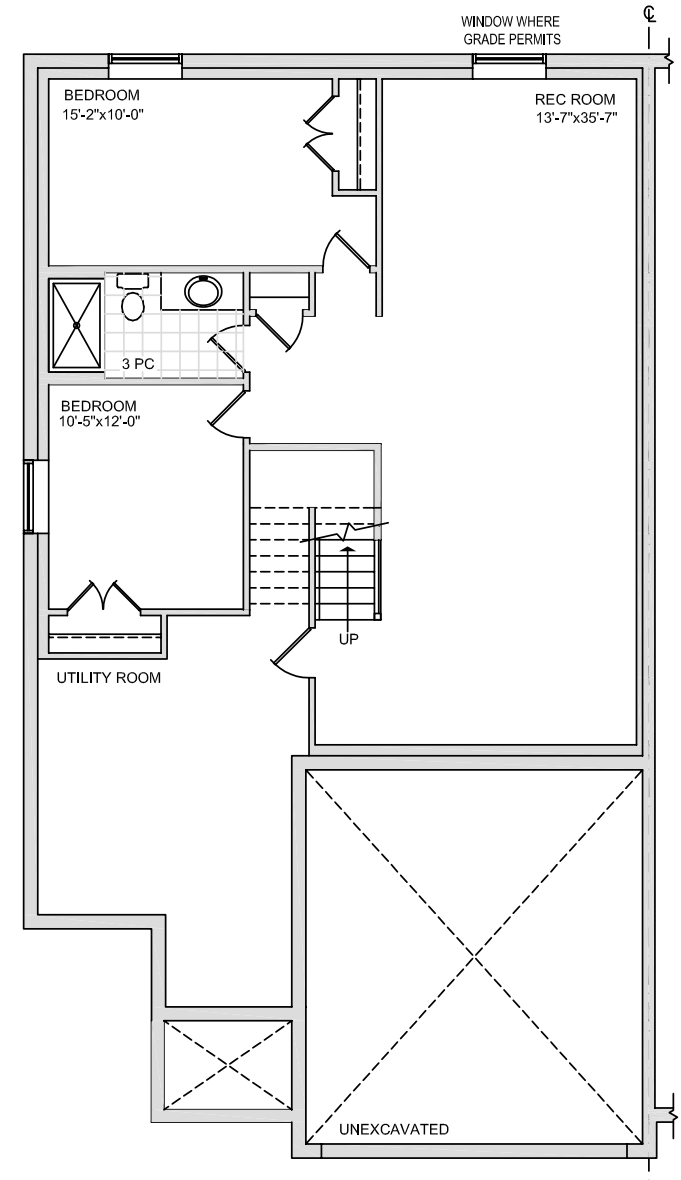 ℄
WINDOW WHERE
GRADE PERMITS
BEDROOM
15'-2"x10'-0"
REC ROOM
13'-7"x35'-7"
3 PC
BEDROOM
10'-5"x12'-0"
UP
UTILITY ROOM
UNEXCAVATED